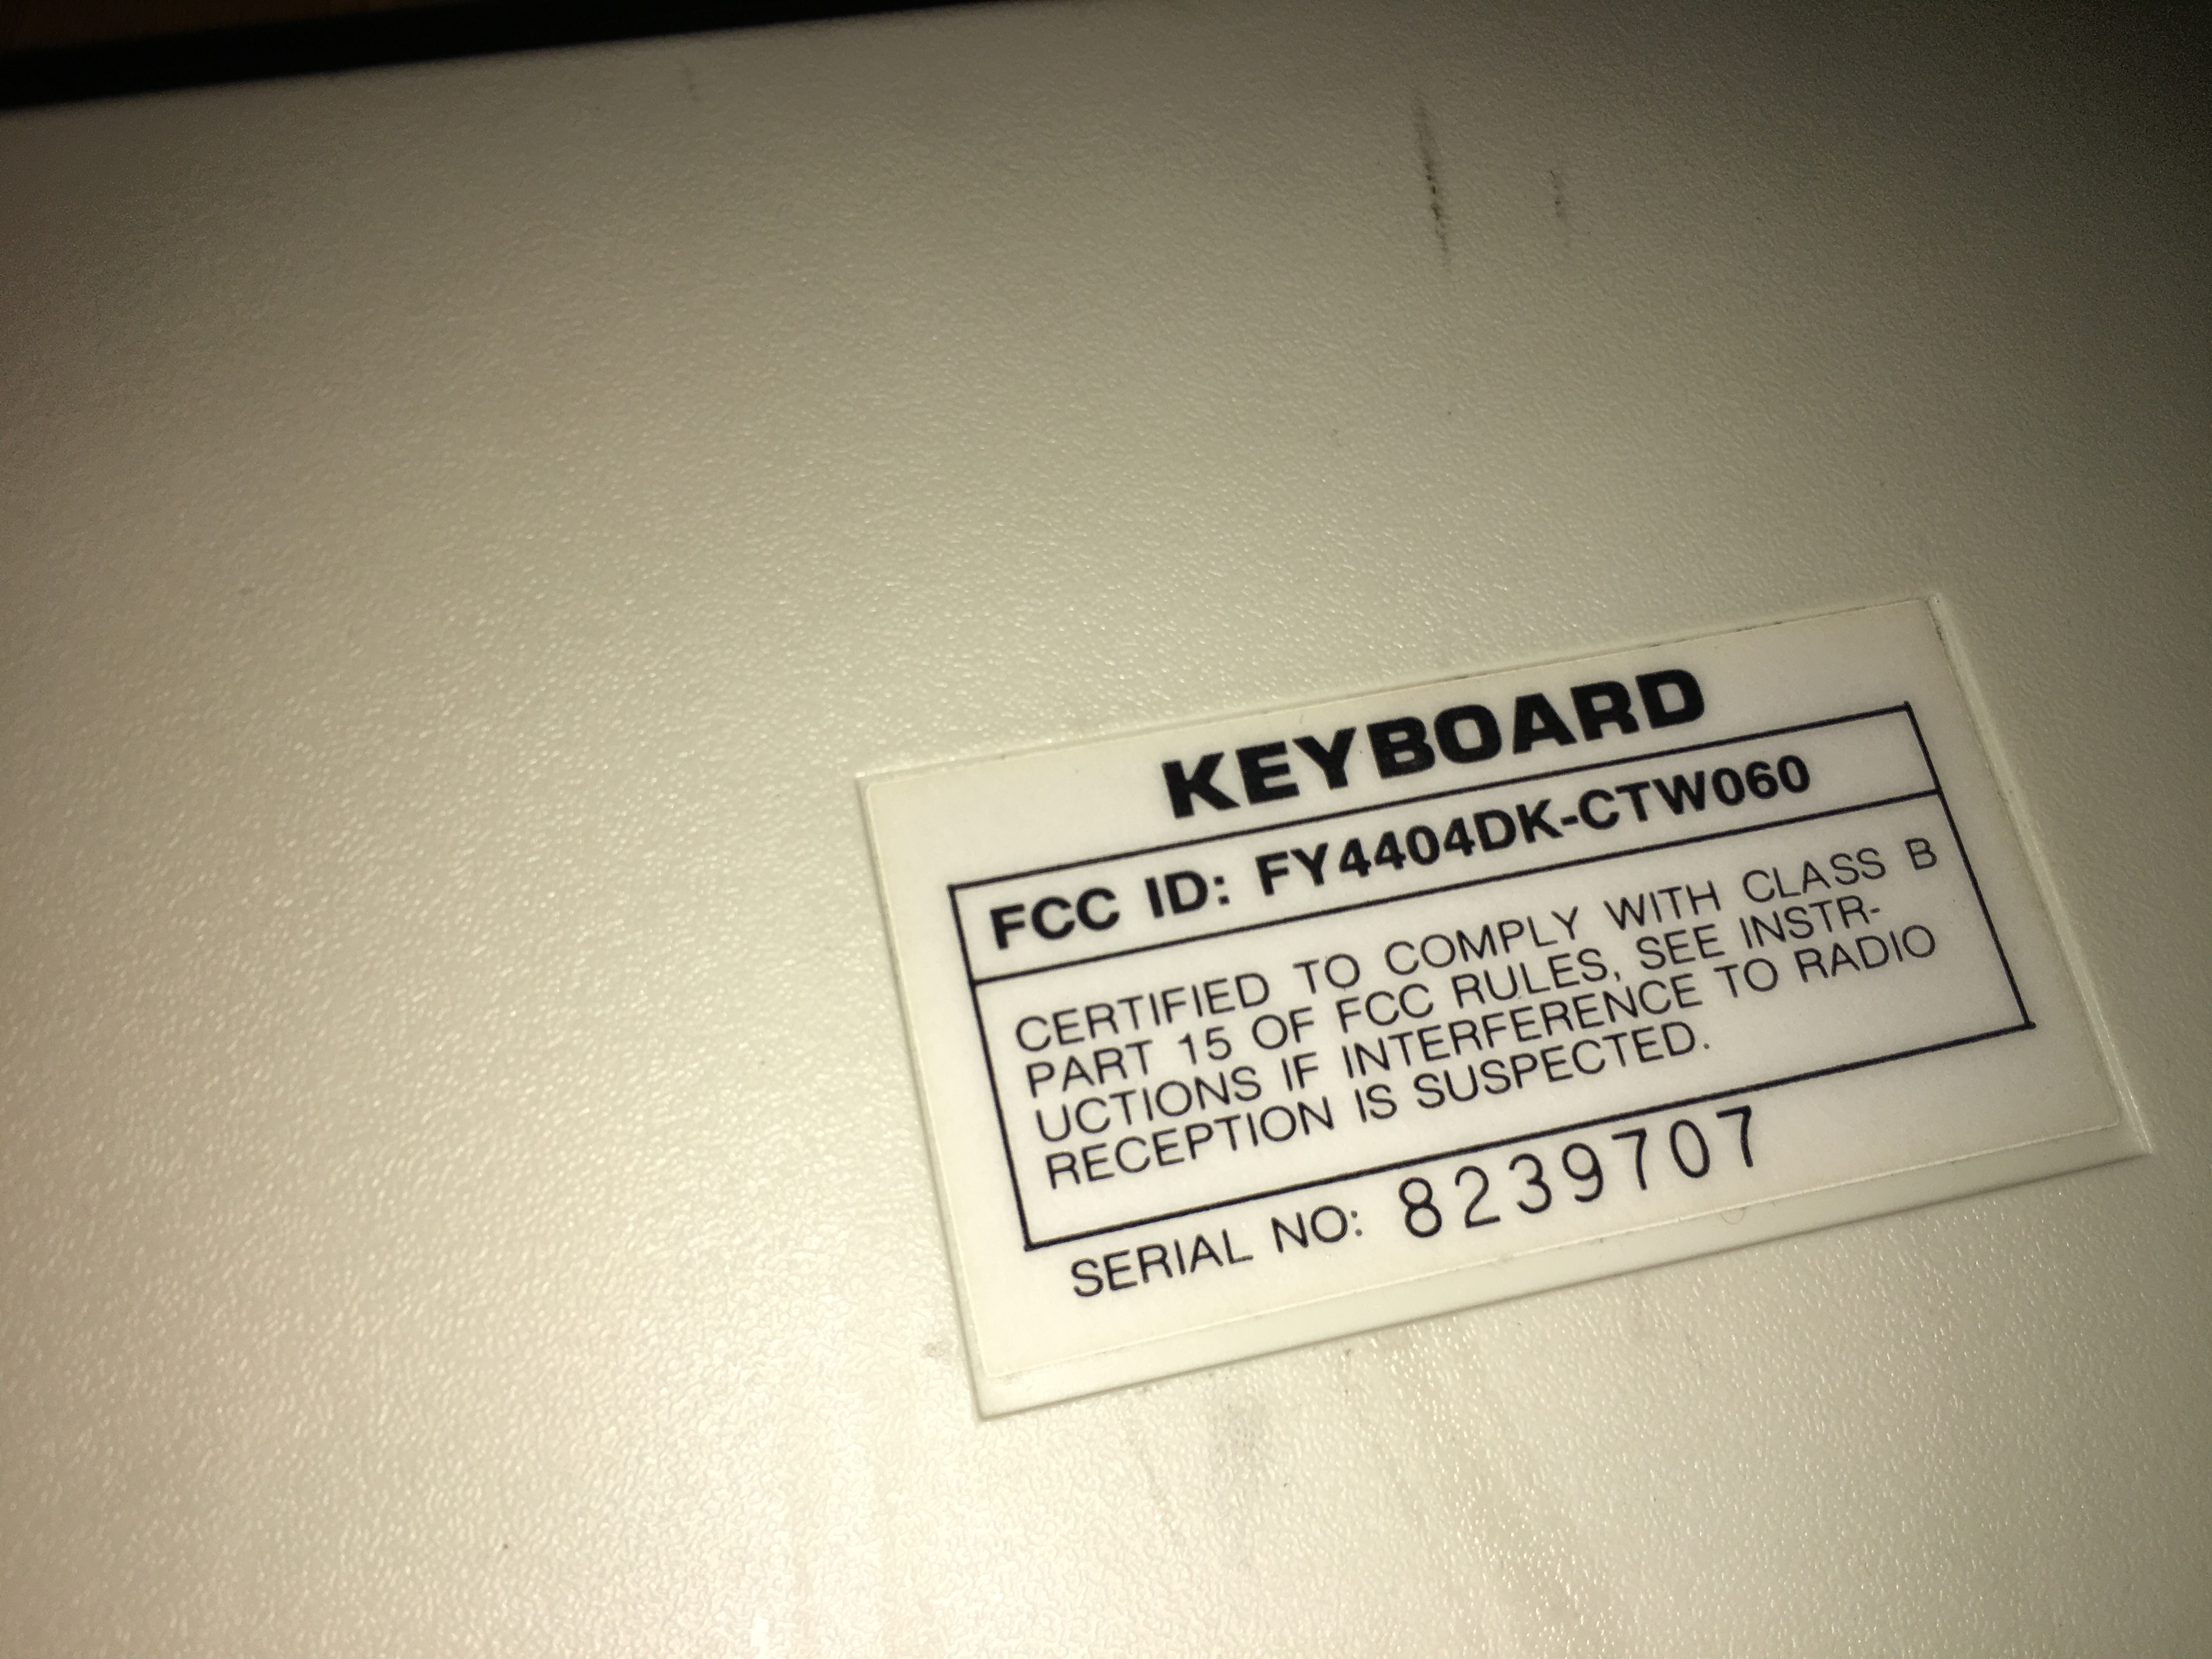 KEYBOARD
FCC ID: FY4404DK-CTW060
CERTIFIED TO COMPLY WITH CLASS B
PART 15 OF FCC RULES, SEE INSTR-
UCTIONS IF INTERFERENCE TO RADIO
RECEPTION IS SUSPECTED.
SERIAL NO: 8239707